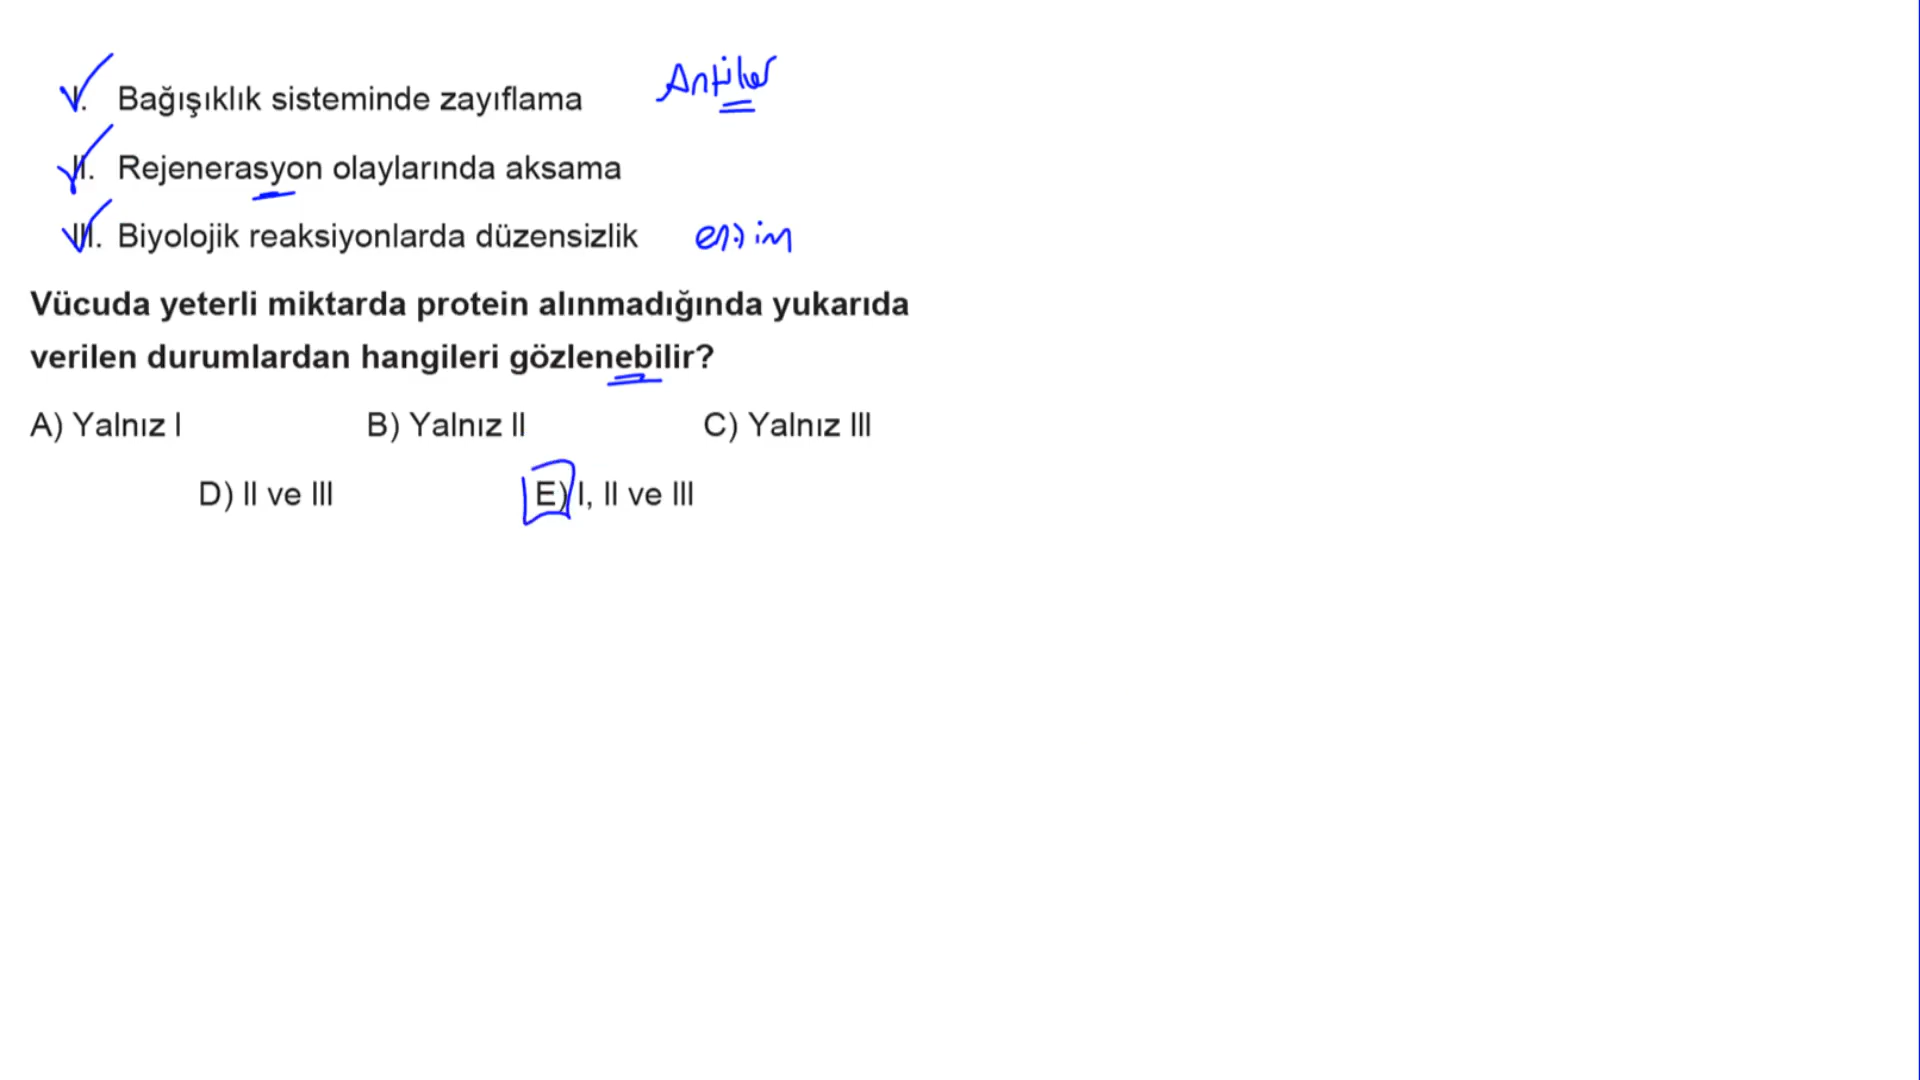 I. Bağışıklık sisteminde zayıflama
II. Rejenerasyon olaylarında aksama
III. Biyolojik reaksiyonlarda düzensizlik enzim
Vücuda yeterli miktarda protein alınmadığında yukarıda
verilen durumlardan hangileri gözlenebilir?
A) Yalnız I B) Yalnız II C) Yalnız III
D) II ve III E) I, II ve III